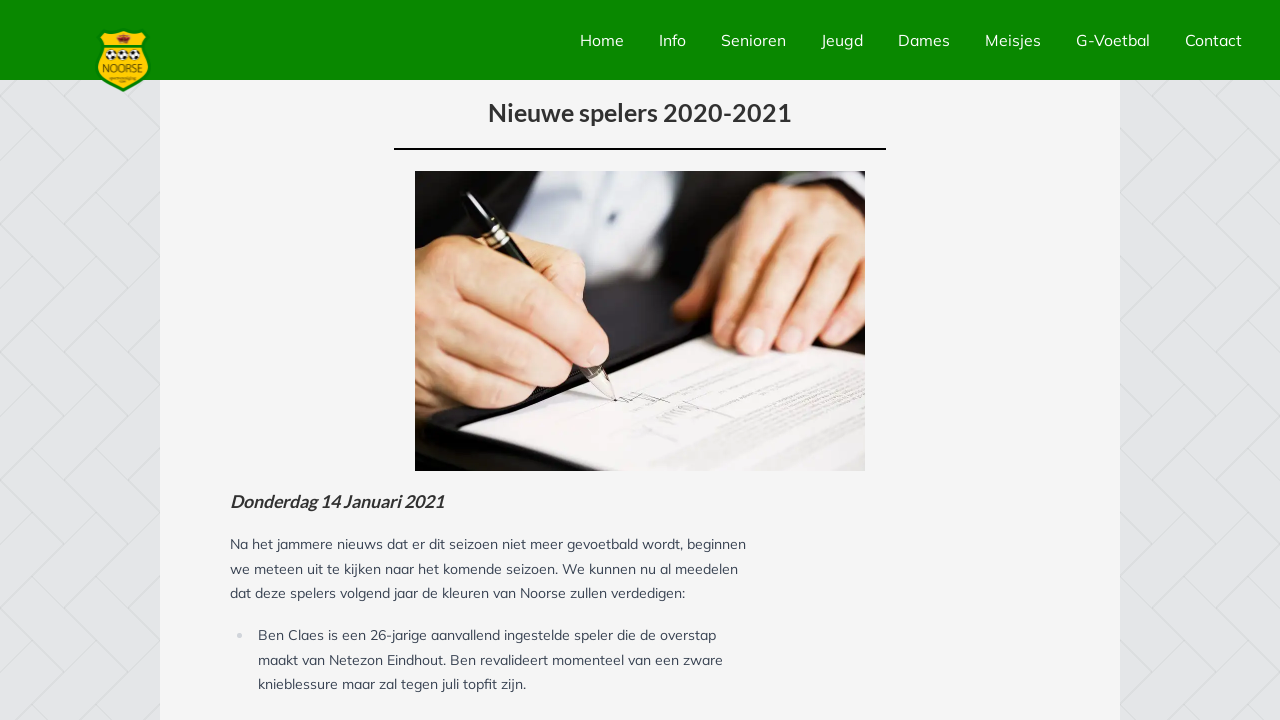 NOORSE
Home Info Senioren Jeugd Dames Meisjes G-Voetbal Contact
Nieuwe spelers 2020-2021
Donderdag 14 Januari 2021
Na het jammere nieuws dat er dit seizoen niet meer gevoetbald wordt, beginnen
we meteen uit te kijken naar het komende seizoen. We kunnen nu al meedelen
dat deze spelers volgend jaar de kleuren van Noorse zullen verdedigen:
Ben Claes is een 26-jarige aanvallend ingestelde speler die de overstap
maakt van Netezon Eindhout. Ben revalideert momenteel van een zware
knieblessure maar zal tegen juli topfit zijn.